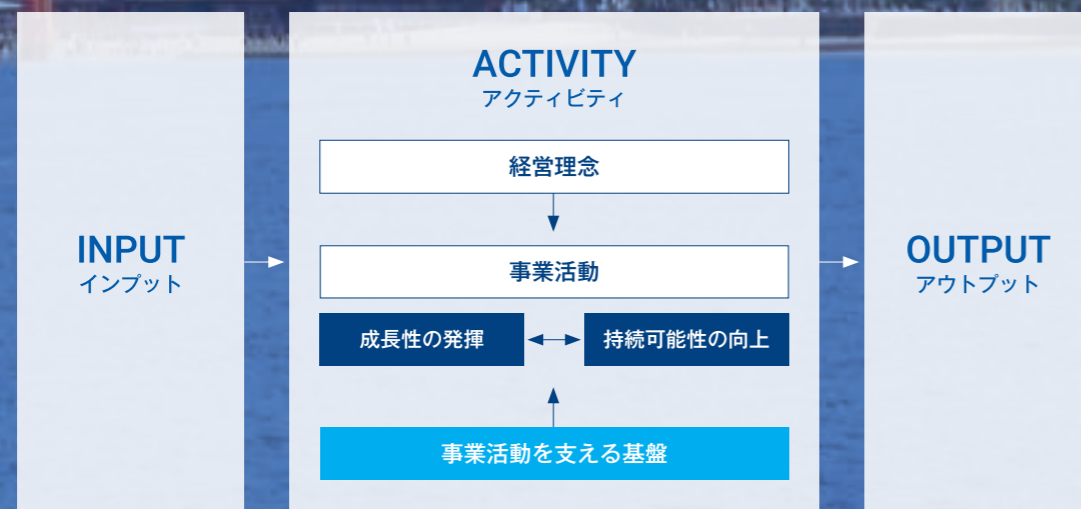 INPUT
インプット
ACTIVITY
アクティビティ
経営理念
事業活動
成長性の発揮
持続可能性の向上
事業活動を支える基盤
OUTPUT
アウトプット